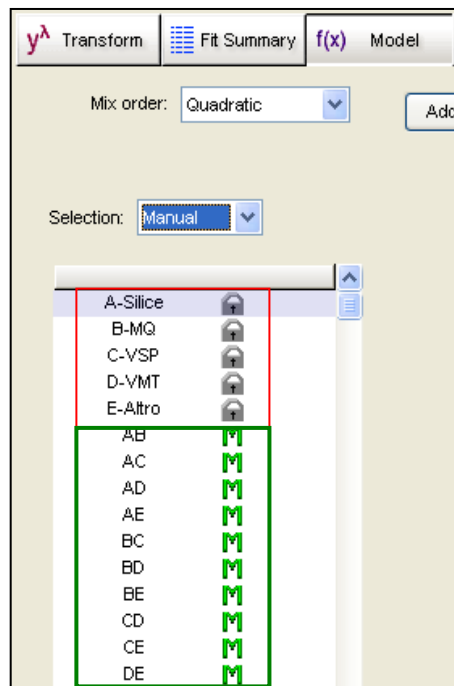 yλ Transform Fit Summary f(x) Model
Mix order: Quadratic Add
Selection: Manual
A-Silice
B-MQ
C-VSP
D-VMT
E-Altro
AB M
AC M
AD M
AE M
BC M
BD M
BE M
CD M
CE M
DE M